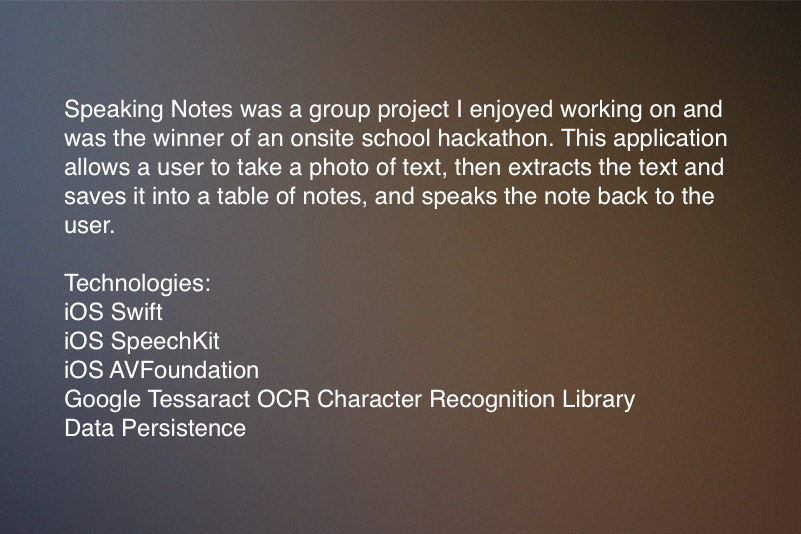 Speaking Notes was a group project I enjoyed working on and
was the winner of an onsite school hackathon. This application
allows a user to take a photo of text, then extracts the text and
saves it into a table of notes, and speaks the note back to the
user.
Technologies:
iOS Swift
iOS SpeechKit
iOS AVFoundation
Google Tessaract OCR Character Recognition Library
Data Persistence